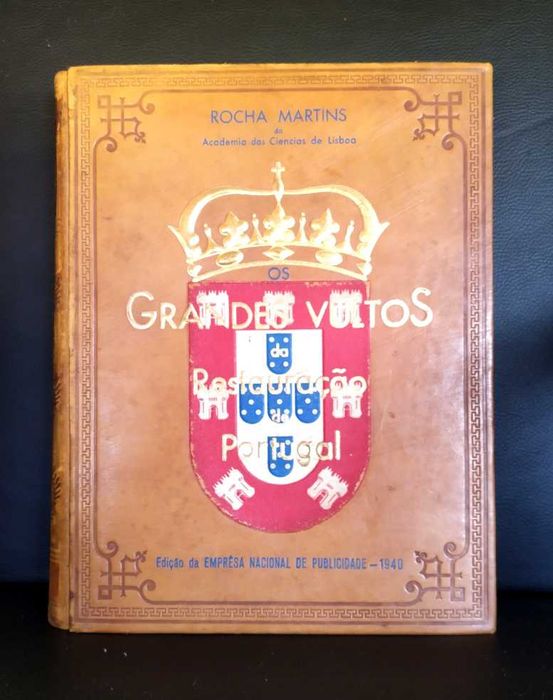 ROCHA MARTINS
da
Academia das Ciencias de Lisboa
OS
GRANDES VULTOS
da
Restauração
de
Portugal
Edição da EMPRÊSA NACIONAL DE PUBLICIDADE — 1940